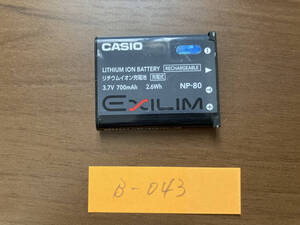 CASIO
LITHIUM ION BATTERY RECHARGEABLE
リチウムイオン充電池 充電式
3.7V 700mAh 2.6Wh NP-80
EXILIM
B-043